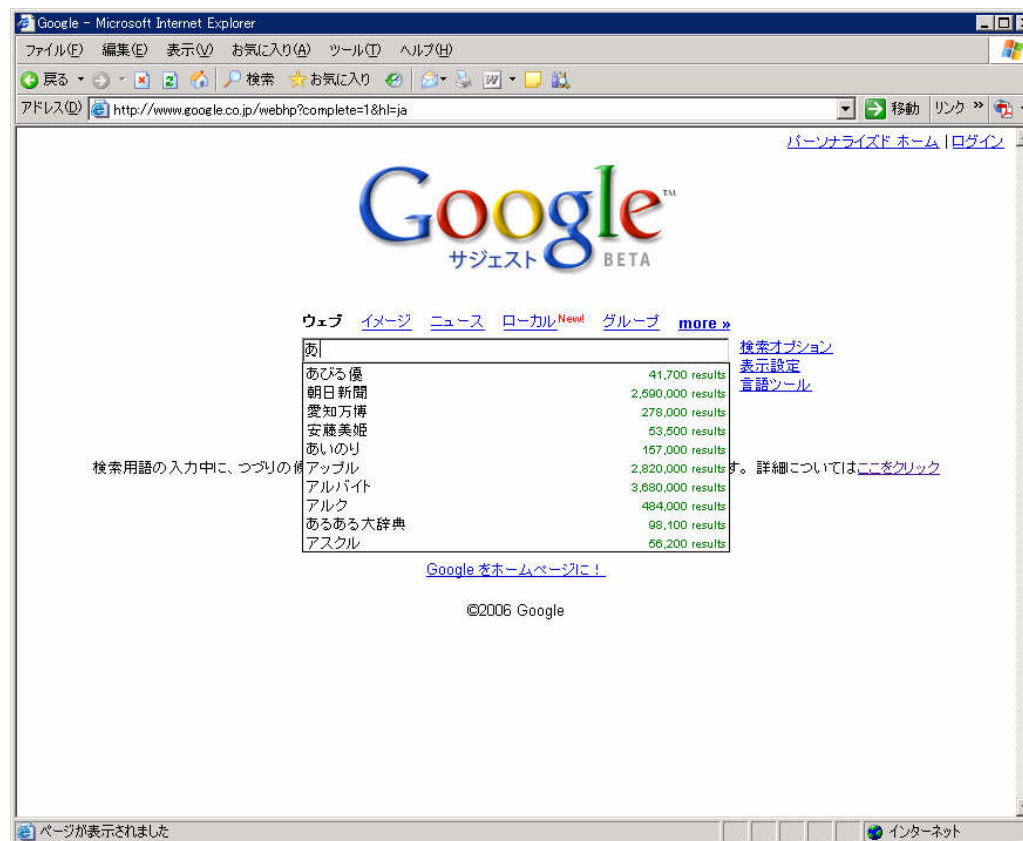 Google - Microsoft Internet Explorer
ファイル(F) 編集(E) 表示(V) お気に入り(A) ツール(T) ヘルプ(H)
戻る 検索 お気に入り
アドレス(D) http://www.google.co.jp/webhp?complete=1&hl=ja 移動 リンク »
パーソナライズド ホーム | ログイン
Google™
サジェスト BETA
ウェブ イメージ ニュース ローカル New! グループ more »
あ
検索オプション
表示設定
言語ツール
あびる優 41,700 results
朝日新聞 2,590,000 results
愛知万博 278,000 results
安藤美姫 53,500 results
あいのり 157,000 results
アップル 2,820,000 results
アルバイト 3,680,000 results
アルク 484,000 results
あるある大辞典 98,100 results
アスクル 56,200 results
検索用語の入力中に、つづりの す。詳細についてはここをクリック
Google をホームページに！
©2006 Google
ページが表示されました インターネット